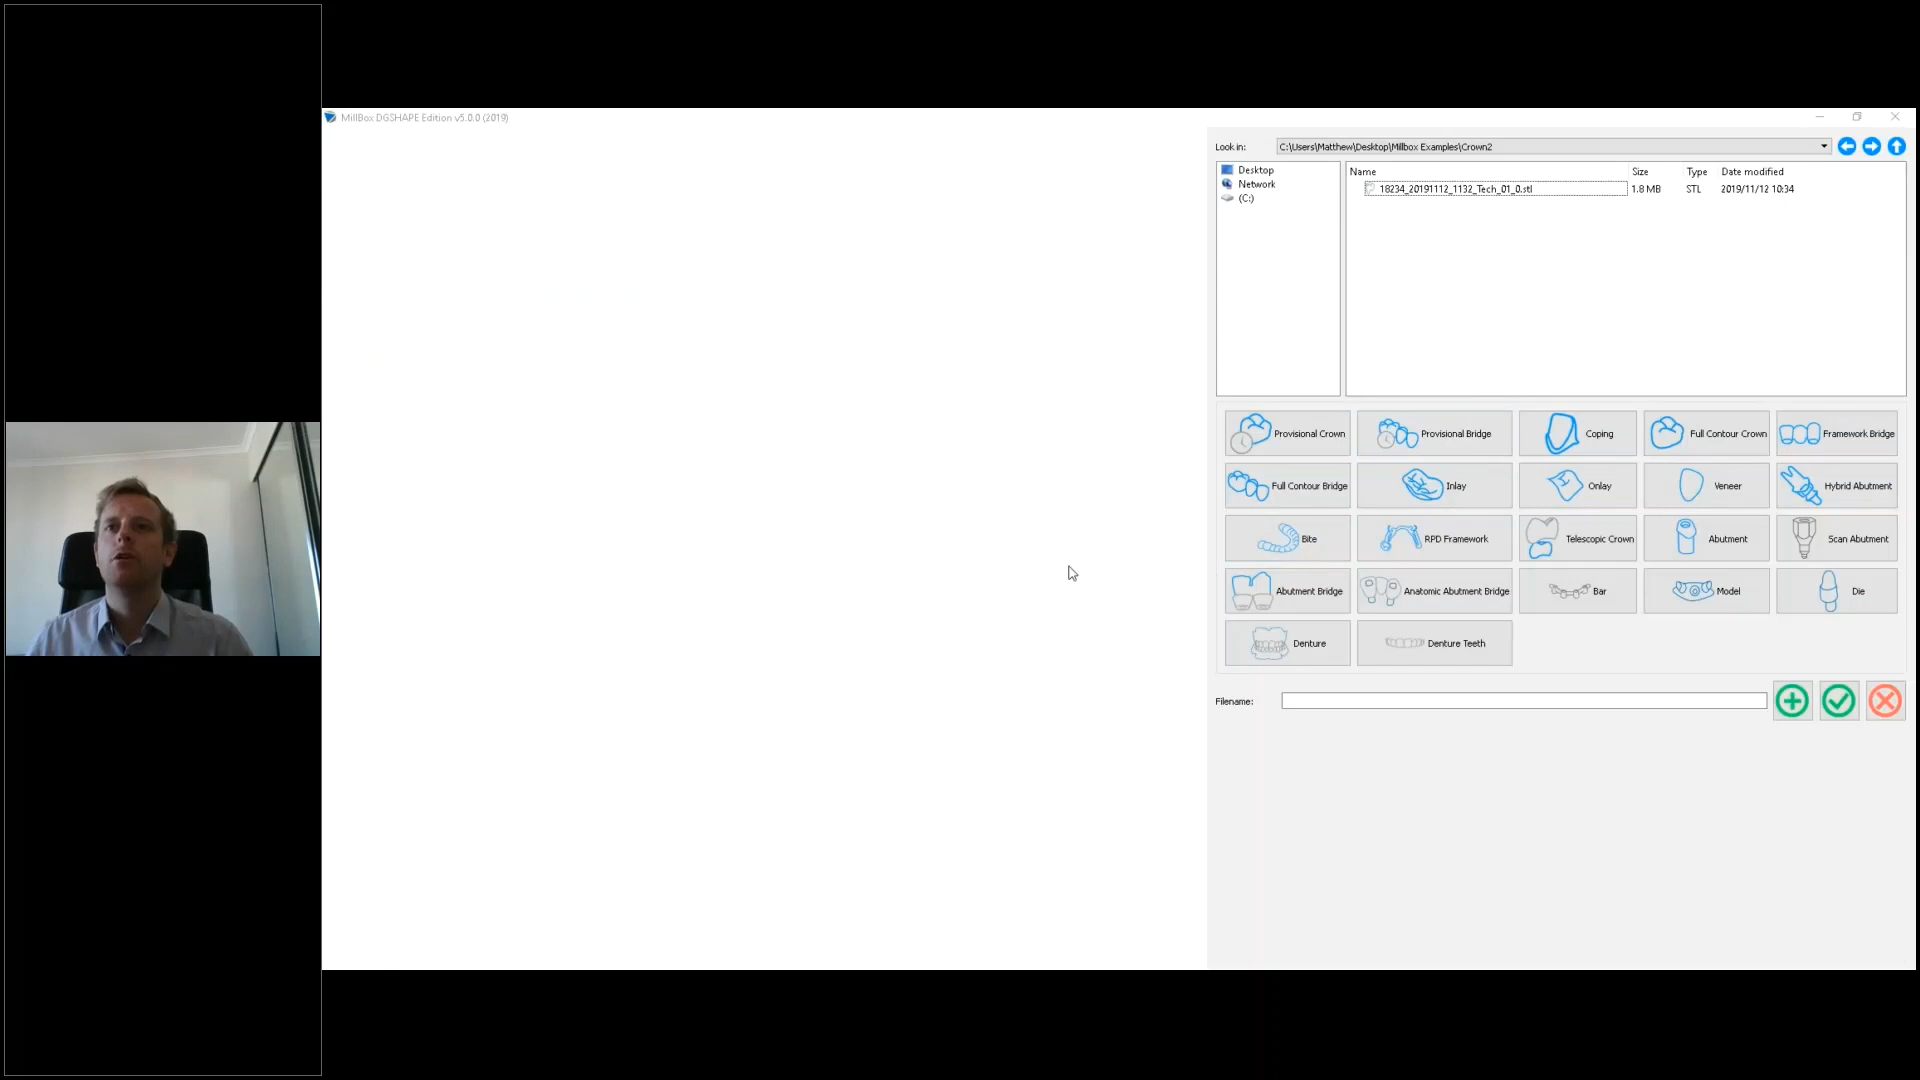 MillBox DGSHAPE Edition v5.0.0 (2019)
Look in: C:\Users\Matthew\Desktop\Millbox Examples\Crown2
Desktop
Network
(C:)
Name Size Type Date modified
18234_20191112_1132_Tech_01_0.stl 1.8 MB STL 2019/11/12 10:34
Provisional Crown Provisional Bridge Coping Full Contour Crown Framework Bridge
Full Contour Bridge Inlay Onlay Veneer Hybrid Abutment
Bite RPD Framework Telescopic Crown Abutment Scan Abutment
Abutment Bridge Anatomic Abutment Bridge Bar Model Die
Denture Denture Teeth
Filename: